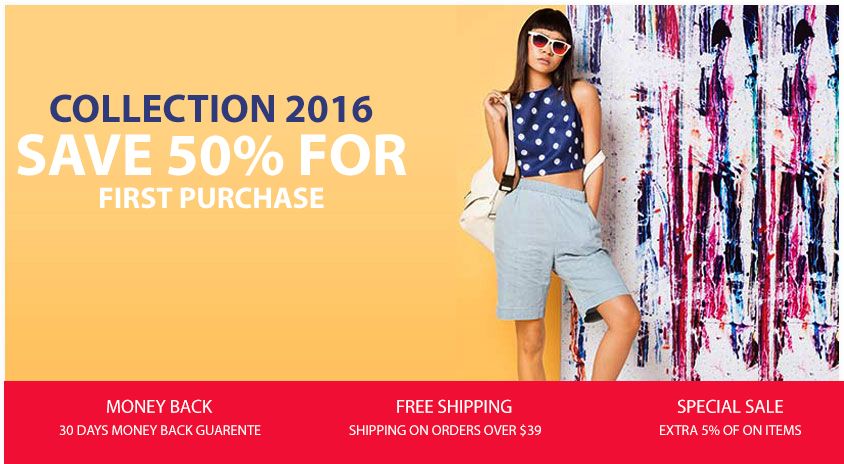 COLLECTION 2016
SAVE 50% FOR
FIRST PURCHASE
MONEY BACK
30 DAYS MONEY BACK GUARENTE
FREE SHIPPING
SHIPPING ON ORDERS OVER $39
SPECIAL SALE
EXTRA 5% OF ON ITEMS